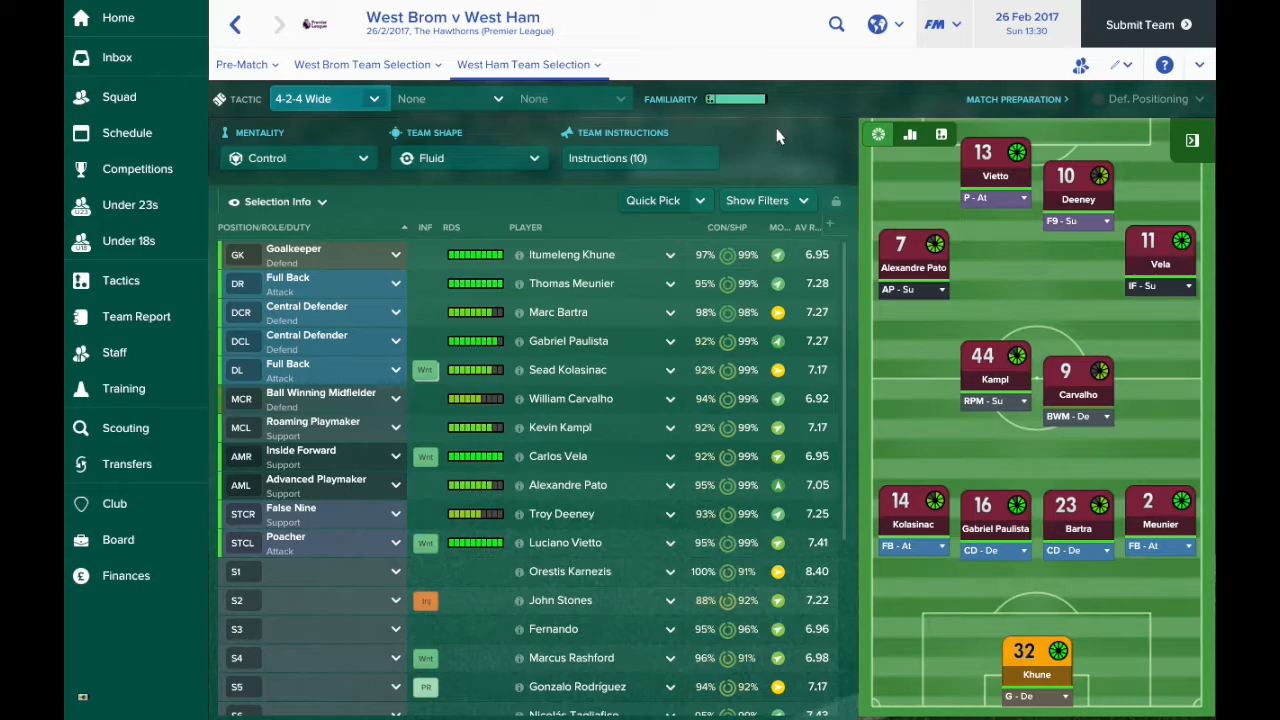 Home
Inbox
Squad
Schedule
Competitions
U23
Under 23s
U18
Under 18s
Tactics
Team Report
Staff
Training
Scouting
Transfers
Club
Board
Finances
Premier League
West Brom v West Ham
26/2/2017, The Hawthorns (Premier League)
FM
26 Feb 2017
Sun 13:30
Submit Team
Pre-Match
West Brom Team Selection
West Ham Team Selection
?
TACTIC
4-2-4 Wide
None
None
FAMILIARITY
MATCH PREPARATION >
Def. Positioning
MENTALITY
TEAM SHAPE
TEAM INSTRUCTIONS
Control
Fluid
Instructions (10)
Selection Info
Quick Pick
Show Filters
POSITION/ROLE/DUTY INF RDS PLAYER CON/SHP MO... AV R... +
GK Goalkeeper Defend Itumeleng Khune 97% 99% 6.95
DR Full Back Attack Thomas Meunier 95% 99% 7.28
DCR Central Defender Defend Marc Bartra 98% 98% 7.27
DCL Central Defender Defend Gabriel Paulista 92% 99% 7.27
DL Full Back Attack Wnt Sead Kolasinac 92% 99% 7.17
MCR Ball Winning Midfielder Defend William Carvalho 94% 99% 6.92
MCL Roaming Playmaker Support Kevin Kampl 92% 99% 7.17
AMR Inside Forward Support Wnt Carlos Vela 92% 99% 6.95
AML Advanced Playmaker Support Alexandre Pato 95% 99% 7.05
STCR False Nine Support Troy Deeney 93% 99% 7.25
STCL Poacher Attack Wnt Luciano Vietto 95% 99% 7.41
S1 Orestis Karnezis 100% 91% 8.40
S2 Inj John Stones 88% 92% 7.22
S3 Fernando 95% 96% 6.96
S4 Wnt Marcus Rashford 96% 91% 6.98
S5 PR Gonzalo Rodríguez 94% 92% 7.17
13
Vietto
P - At
10
Deeney
F9 - Su
7
Alexandre Pato
AP - Su
11
Vela
IF - Su
44
Kampl
RPM - Su
9
Carvalho
BWM - De
14
Kolasinac
FB - At
16
Gabriel Paulista
CD - De
23
Bartra
CD - De
2
Meunier
FB - At
32
Khune
G - De